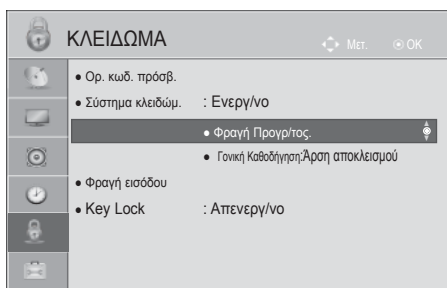 ΚΛΕΙΔΩΜΑ Μετ. OK
● Ορ. κωδ. πρόσβ.
● Σύστημα κλειδώμ. : Ενεργ/νο
● Φραγή Προγρ/τος.
● Γονική Καθοδήγηση:Άρση αποκλεισμού
● Φραγή εισόδου
● Key Lock : Απενεργ/νο